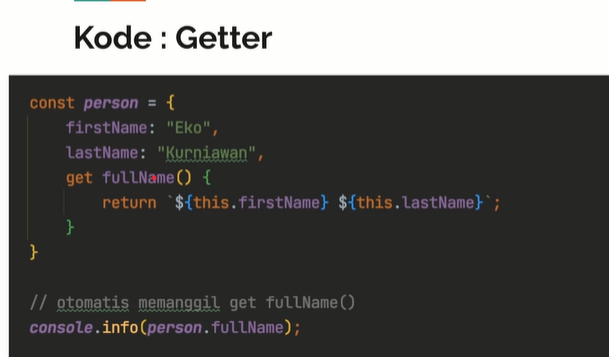 Kode : Getter
const person = {
    firstName: "Eko",
    lastName: "Kurniawan",
    get fullName() {
        return `${this.firstName} ${this.lastName}`;
    }
}
// otomatis memanggil get fullName()
console.info(person.fullName);